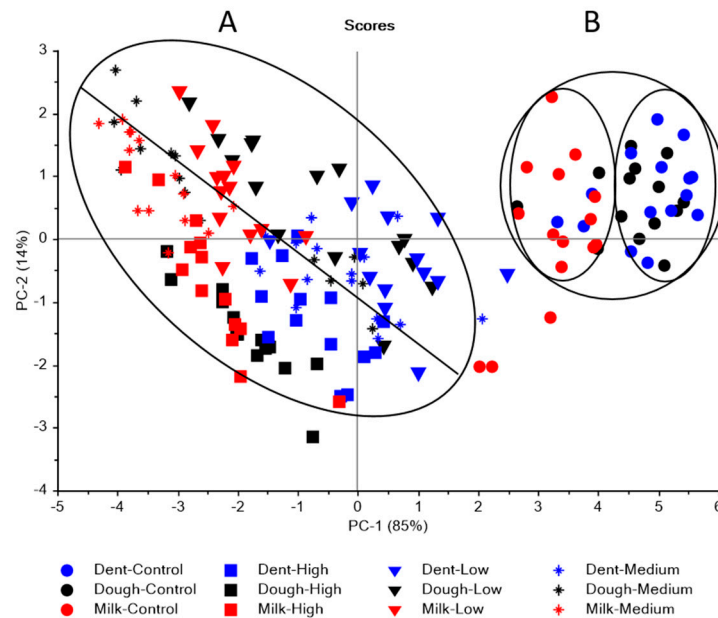 A
B
Scores
3
2
1
0
-1
-2
-3
-4
PC-2 (14%)
-5 -4 -3 -2 -1 0 1 2 3 4 5 6
PC-1 (85%)
Dent-Control Dent-High Dent-Low Dent-Medium
Dough-Control Dough-High Dough-Low Dough-Medium
Milk-Control Milk-High Milk-Low Milk-Medium